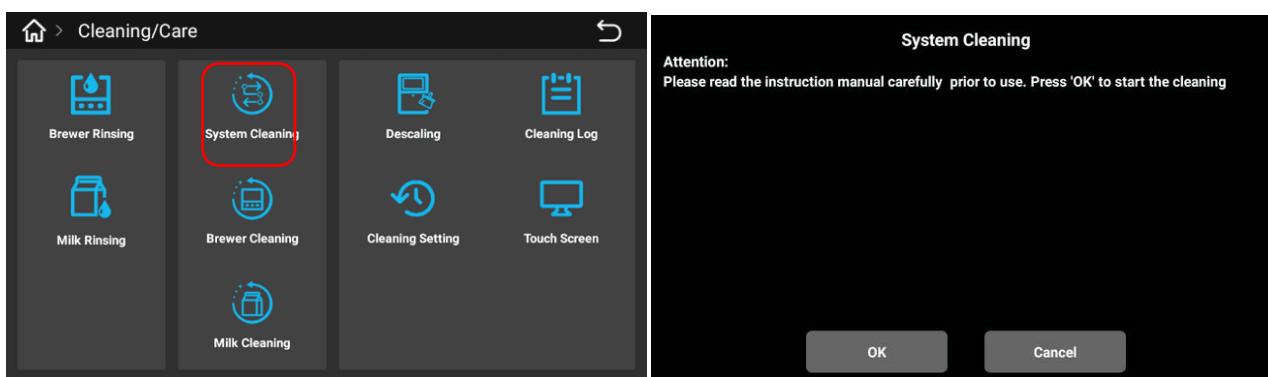 > Cleaning/Care
Brewer Rinsing
System Cleaning
Descaling
Cleaning Log
Milk Rinsing
Brewer Cleaning
Cleaning Setting
Touch Screen
Milk Cleaning
System Cleaning
Attention:
Please read the instruction manual carefully prior to use. Press 'OK' to start the cleaning
OK
Cancel